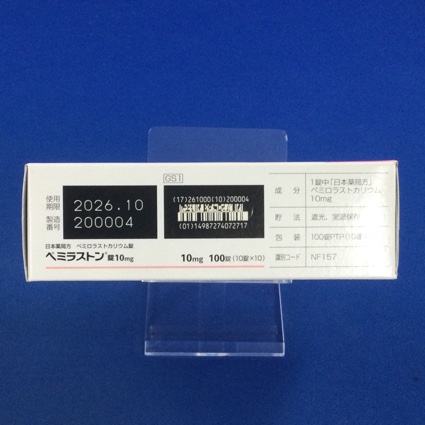 使用
期限
2026.10
製造
番号
200004
GS1
(17)261000(10)200004
(01)14987274072717
日本薬局方 ペミロラストカリウム錠
ペミラストン®錠10mg
10mg 100錠(10錠×10)
成分
1錠中「日本薬局方」
ペミロラストカリウム
10mg
貯法
遮光、室温保存
包装
100錠PTP(10錠
識別コード
NF157